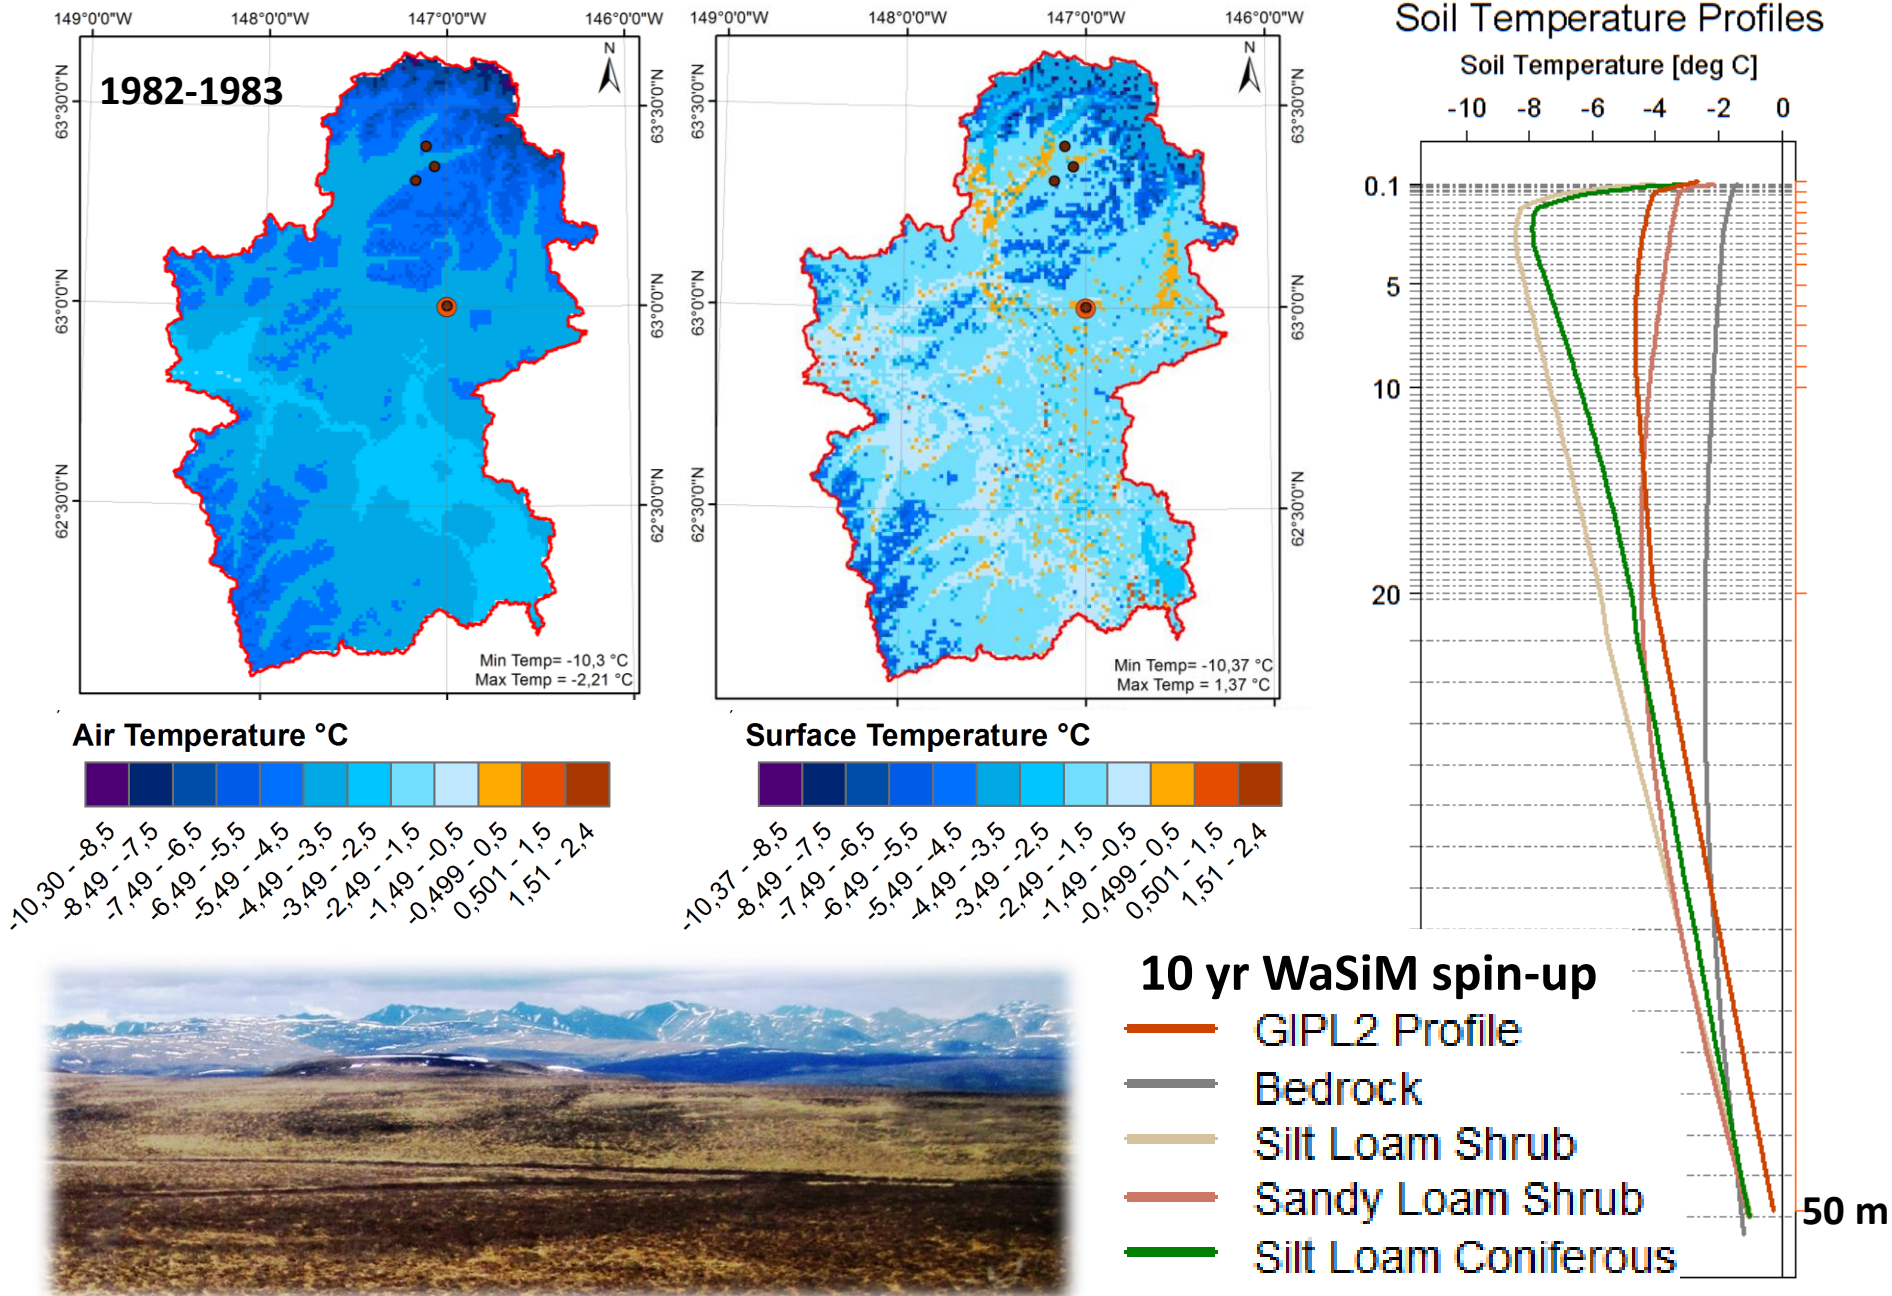 149°0'0"W 148°0'0"W 147°0'0"W 146°0'0"W
1982-1983
N
63°30'0"N
63°0'0"N
62°30'0"N
63°30'0"N
63°0'0"N
62°30'0"N
Min Temp= -10,3 °C
Max Temp = -2,21 °C
Air Temperature °C
-10,30 - -8,5
-8,49 - -7,5
-7,49 - -6,5
-6,49 - -5,5
-5,49 - -4,5
-4,49 - -3,5
-3,49 - -2,5
-2,49 - -1,5
-1,49 - -0,5
-0,499 - 0,5
0,501 - 1,5
1,51 - 2,4
149°0'0"W 148°0'0"W 147°0'0"W 146°0'0"W
N
63°30'0"N
63°0'0"N
62°30'0"N
Min Temp= -10,37 °C
Max Temp = 1,37 °C
Surface Temperature °C
-10,37 - -8,5
-8,49 - -7,5
-7,49 - -6,5
-6,49 - -5,5
-5,49 - -4,5
-4,49 - -3,5
-3,49 - -2,5
-2,49 - -1,5
-1,49 - -0,5
-0,499 - 0,5
0,501 - 1,5
1,51 - 2,4
Soil Temperature Profiles
Soil Temperature [deg C]
-10 -8 -6 -4 -2 0
0.1
5
10
20
50 m
10 yr WaSiM spin-up
GIPL2 Profile
Bedrock
Silt Loam Shrub
Sandy Loam Shrub
Silt Loam Coniferous